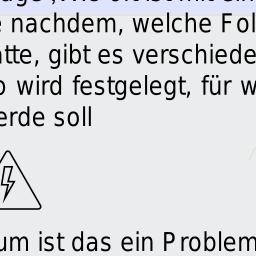 e nachdem, welche Fol
atte, gibt es verschiede
o wird festgelegt, für w
erde soll
um ist das ein Problem